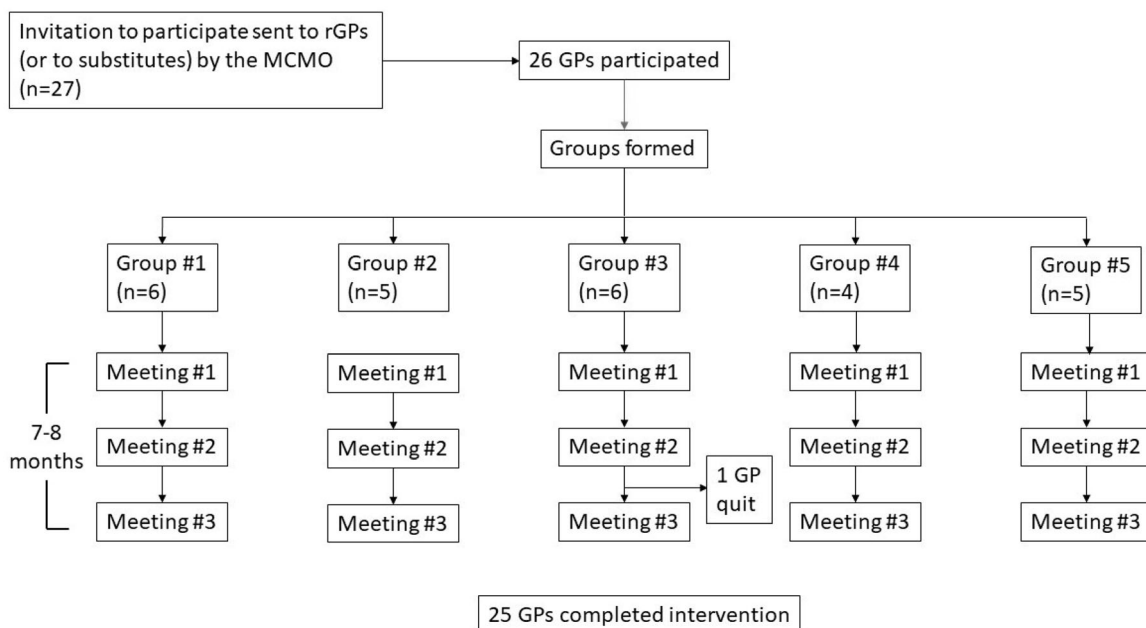 Invitation to participate sent to rGPs
(or to substitutes) by the MCMO
(n=27)
26 GPs participated
Groups formed
Group #1
(n=6)
Group #2
(n=5)
Group #3
(n=6)
Group #4
(n=4)
Group #5
(n=5)
7-8
months
Meeting #1
Meeting #1
Meeting #1
Meeting #1
Meeting #1
Meeting #2
Meeting #2
Meeting #2
Meeting #2
Meeting #2
1 GP
quit
Meeting #3
Meeting #3
Meeting #3
Meeting #3
Meeting #3
25 GPs completed intervention